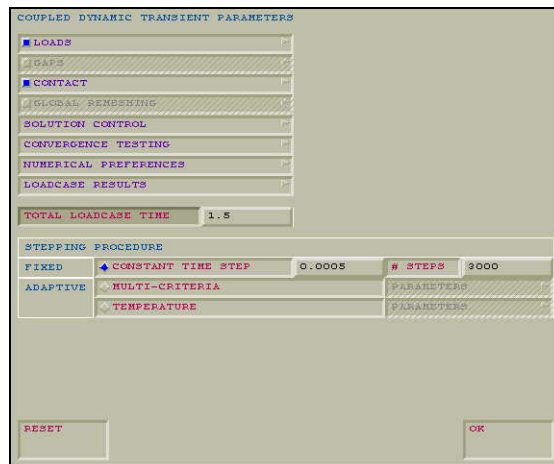 COUPLED DYNAMIC TRANSIENT PARAMETERS
LOADS
GAPS
CONTACT
GLOBAL REMESHING
SOLUTION CONTROL
CONVERGENCE TESTING
NUMERICAL PREFERENCES
LOADCASE RESULTS
TOTAL LOADCASE TIME 1.5
STEPPING PROCEDURE
FIXED CONSTANT TIME STEP 0.0005 # STEPS 3000
ADAPTIVE MULTI-CRITERIA PARAMETERS
TEMPERATURE PARAMETERS
RESET OK